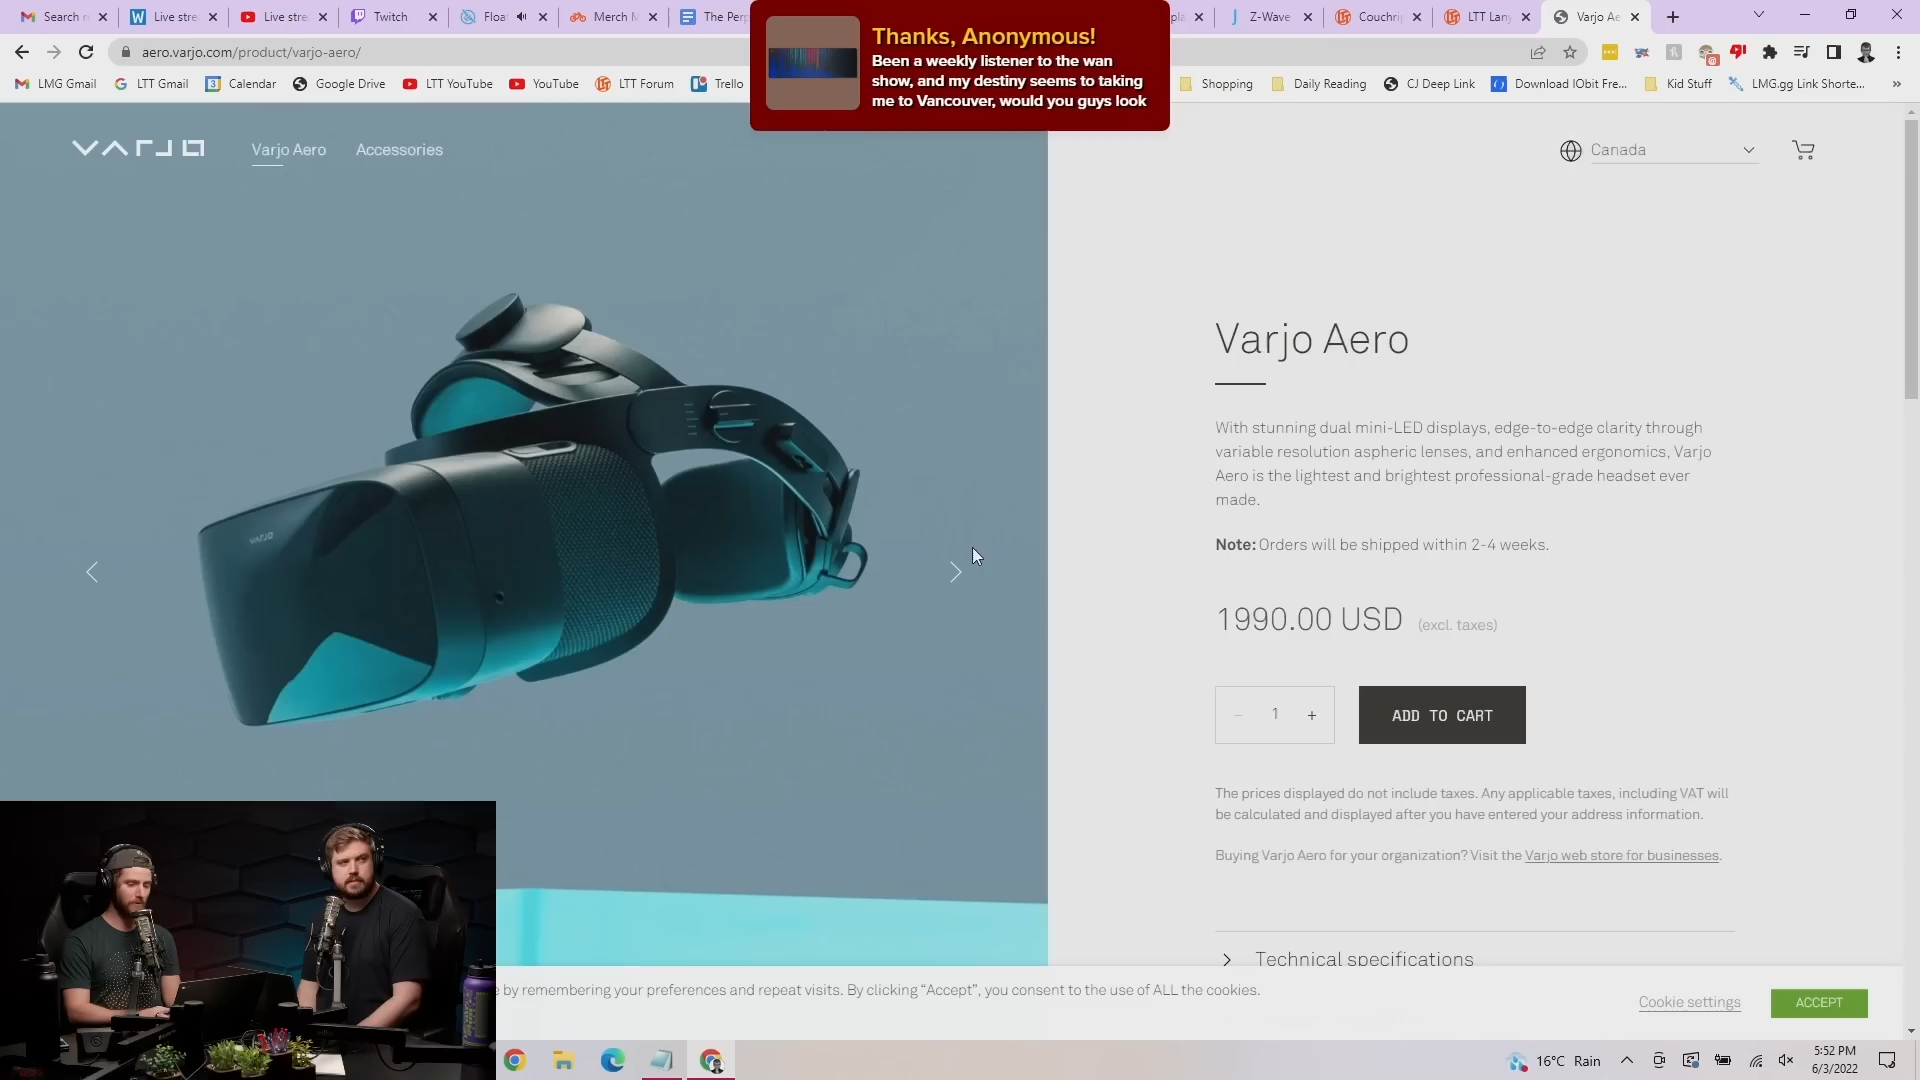 Search r
Live stre
Live stre
Twitch
Floa
Merch M
The Perp
pla
Z-Wave
Couchrip
LTT Lany
Varjo Ae
aero.varjo.com/product/varjo-aero/
LMG Gmail
LTT Gmail
Calendar
Google Drive
LTT YouTube
YouTube
LTT Forum
Trello
Shopping
Daily Reading
CJ Deep Link
Download IObit Fre...
Kid Stuff
LMG.gg Link Shorte...
»
Thanks, Anonymous!
Been a weekly listener to the wan
show, and my destiny seems to taking
me to Vancouver, would you guys look
VARJO
Varjo Aero
Accessories
Canada
VARJO
Varjo Aero
With stunning dual mini-LED displays, edge-to-edge clarity through
variable resolution aspheric lenses, and enhanced ergonomics, Varjo
Aero is the lightest and brightest professional-grade headset ever
made.
Note: Orders will be shipped within 2-4 weeks.
1990.00 USD (excl. taxes)
− 1 +
ADD TO CART
The prices displayed do not include taxes. Any applicable taxes, including VAT will
be calculated and displayed after you have entered your address information.
Buying Varjo Aero for your organization? Visit the Varjo web store for businesses.
Technical specifications
e by remembering your preferences and repeat visits. By clicking “Accept”, you consent to the use of ALL the cookies.
Cookie settings
ACCEPT
16°C Rain
5:52 PM
6/3/2022